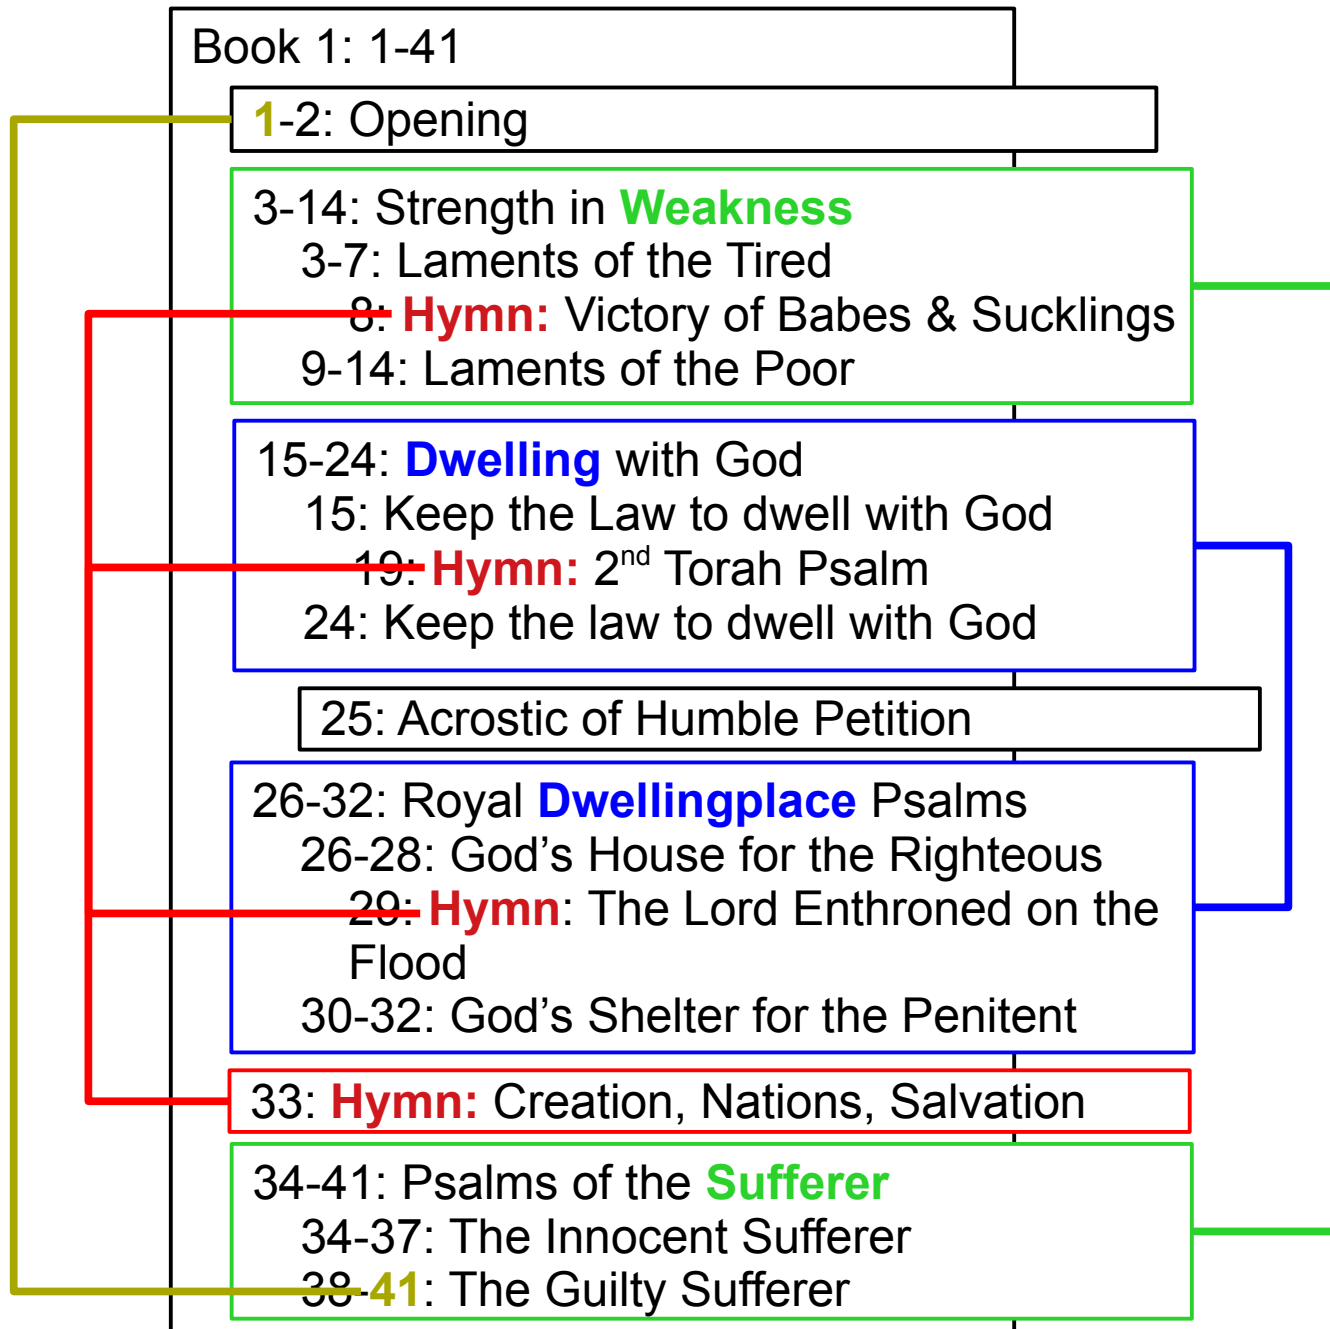 Book 1: 1-41
1-2: Opening
3-14: Strength in Weakness
3-7: Laments of the Tired
8: Hymn: Victory of Babes & Sucklings
9-14: Laments of the Poor
15-24: Dwelling with God
15: Keep the Law to dwell with God
19: Hymn: 2nd Torah Psalm
24: Keep the law to dwell with God
25: Acrostic of Humble Petition
26-32: Royal Dwellingplace Psalms
26-28: God’s House for the Righteous
29: Hymn: The Lord Enthroned on the
Flood
30-32: God’s Shelter for the Penitent
33: Hymn: Creation, Nations, Salvation
34-41: Psalms of the Sufferer
34-37: The Innocent Sufferer
38-41: The Guilty Sufferer